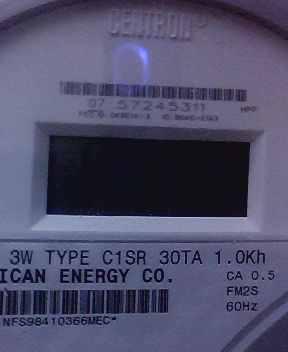 CENTRON
07 57245311
3W TYPE C1SR 30TA 1.0Kh
ICAN ENERGY CO. CA 0.5
FM2S
60Hz
NFS98410366MEC*